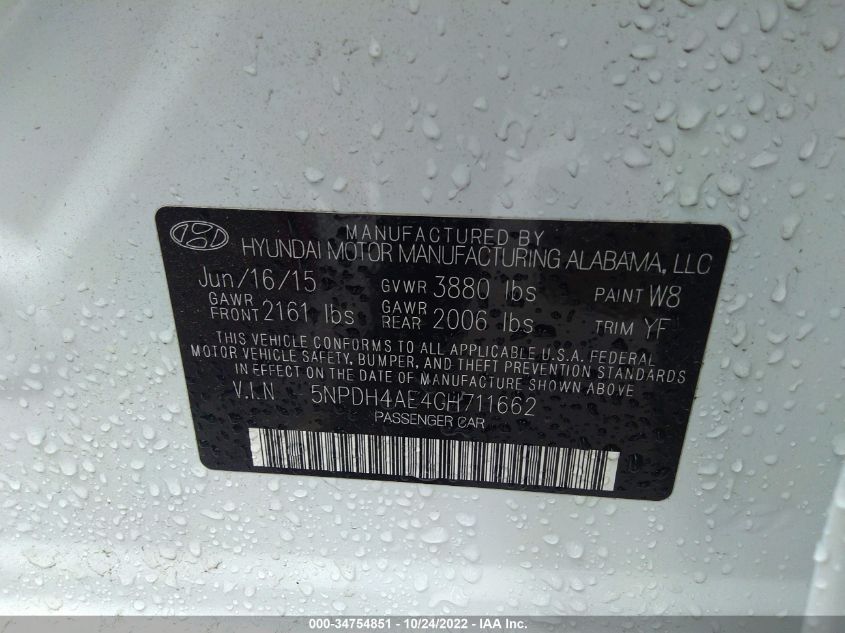 MANUFACTURED BY
HYUNDAI MOTOR MANUFACTURING ALABAMA, LLC
Jun/16/15 GVWR 3880 lbs PAINT W8
GAWR FRONT 2161 lbs GAWR REAR 2006 lbs TRIM YF
THIS VEHICLE CONFORMS TO ALL APPLICABLE U.S.A. FEDERAL
MOTOR VEHICLE SAFETY, BUMPER, AND THEFT PREVENTION STANDARDS
IN EFFECT ON THE DATE OF MANUFACTURE SHOWN ABOVE.
V.I.N 5NPDH4AE4GH711662
PASSENGER CAR
000-34754851 - 10/24/2022 - IAA Inc.